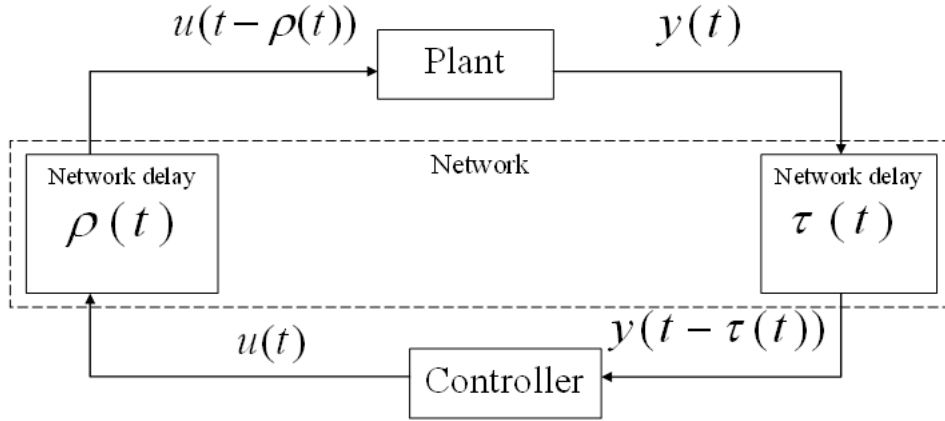 u(t − ρ(t))
y(t)
Plant
Network
Network delay
ρ(t)
Network delay
τ(t)
u(t)
y(t − τ(t))
Controller